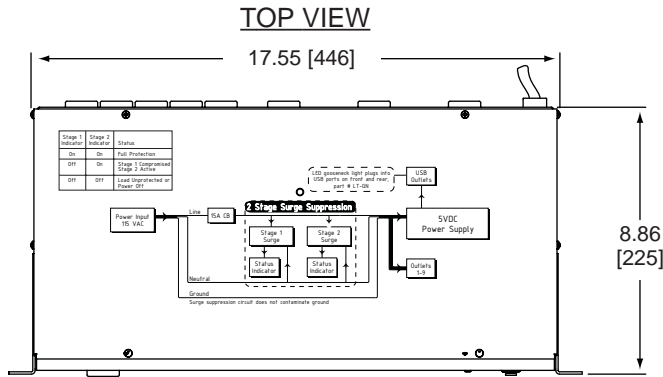 TOP VIEW
17.55 [446]
Stage 1 Indicator Stage 2 Indicator Status
On On Full Protection
Off On Stage 1 Compromised Stage 2 Active
Off Off Load Unprotected or Power Off
LED gooseneck light plugs into
USB ports on front and rear,
part # LT-GN
USB
Outlets
2 Stage Surge Suppression
Power Input
115 VAC
Line
15A CB
Stage 1
Surge
Stage 2
Surge
5VDC
Power Supply
Status
Indicator
Status
Indicator
Outlets
1-9
Neutral
Ground
Surge suppression circuit does not contaminate ground
8.86
[225]